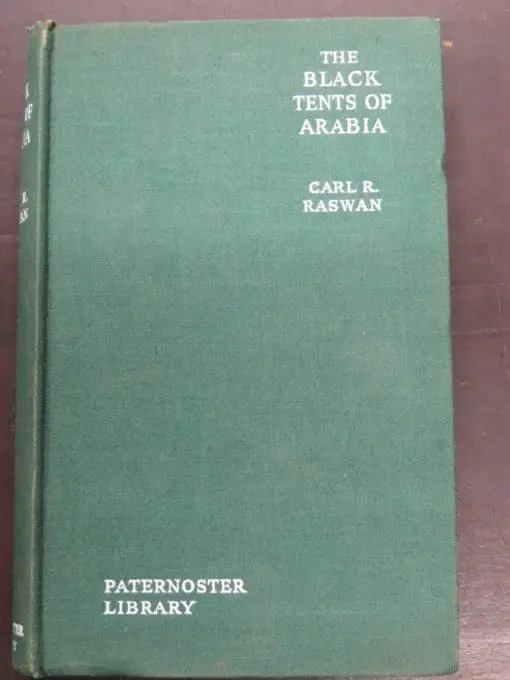 THE
BLACK
TENTS OF
ARABIA
CARL R.
RASWAN
PATERNOSTER
LIBRARY